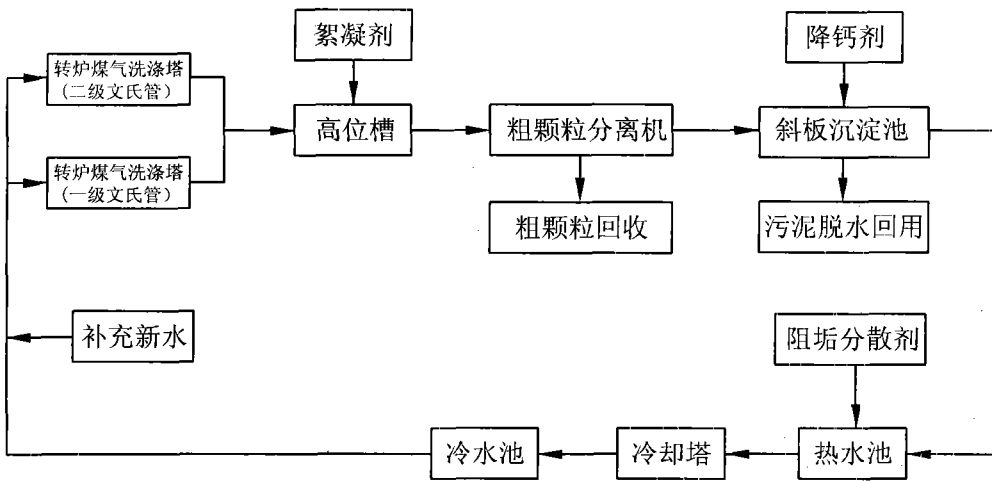 絮凝剂
降钙剂
转炉煤气洗涤塔
(二级文氏管)
高位槽
粗颗粒分离机
斜板沉淀池
转炉煤气洗涤塔
(一级文氏管)
粗颗粒回收
污泥脱水回用
补充新水
阻垢分散剂
冷水池
冷却塔
热水池